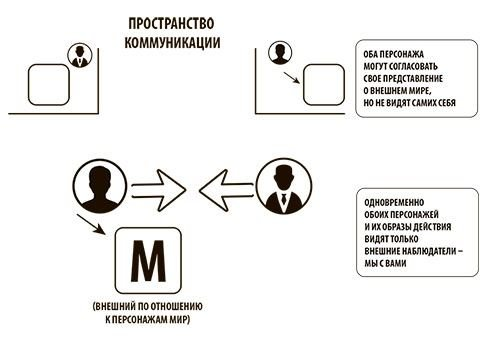 ПРОСТРАНСТВО
КОММУНИКАЦИИ
ОБА ПЕРСОНАЖА
МОГУТ СОГЛАСОВАТЬ
СВОЕ ПРЕДСТАВЛЕНИЕ
О ВНЕШНЕМ МИРЕ,
НО НЕ ВИДЯТ САМИХ СЕБЯ
ОДНОВРЕМЕННО
ОБОИХ ПЕРСОНАЖЕЙ
И ИХ ОБРАЗЫ ДЕЙСТВИЯ
ВИДЯТ ТОЛЬКО
ВНЕШНИЕ НАБЛЮДАТЕЛИ –
МЫ С ВАМИ
М
(ВНЕШНИЙ ПО ОТНОШЕНИЮ
К ПЕРСОНАЖАМ МИР)